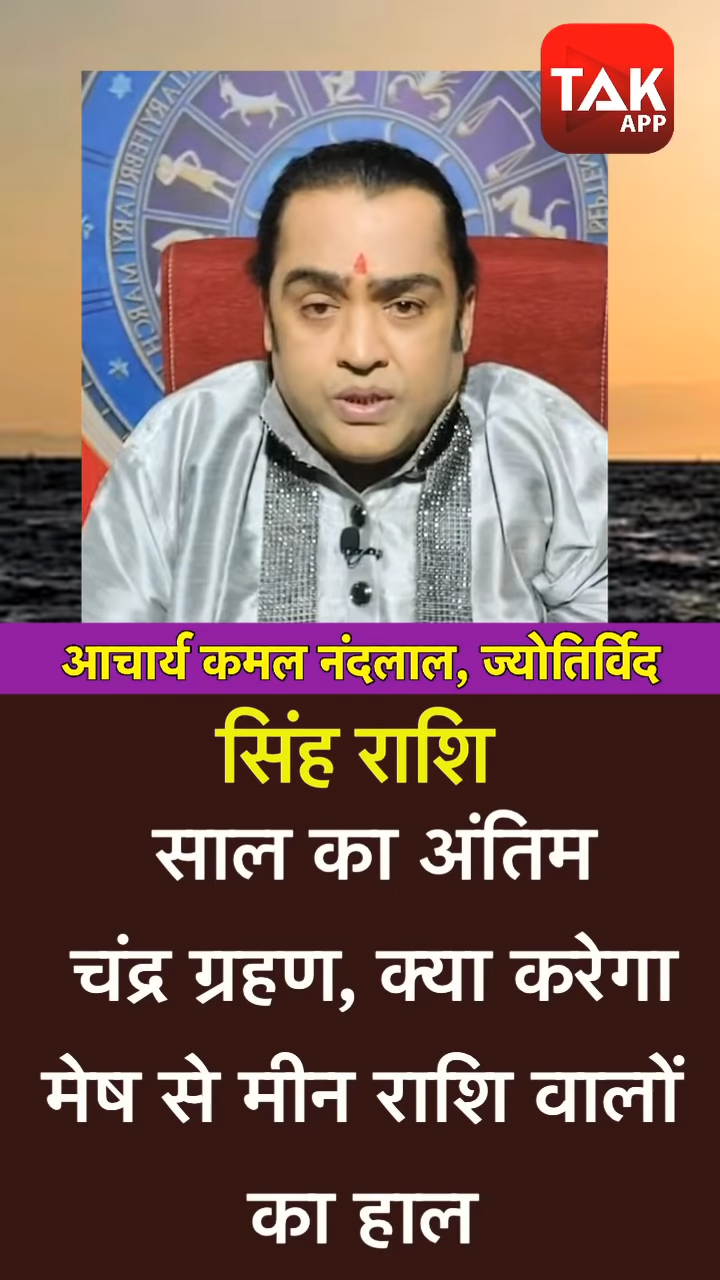 TAK
APP
आचार्य कमल नंदलाल, ज्योतिर्विद
सिंह राशि
साल का अंतिम
चंद्र ग्रहण, क्या करेगा
मेष से मीन राशि वालों
का हाल